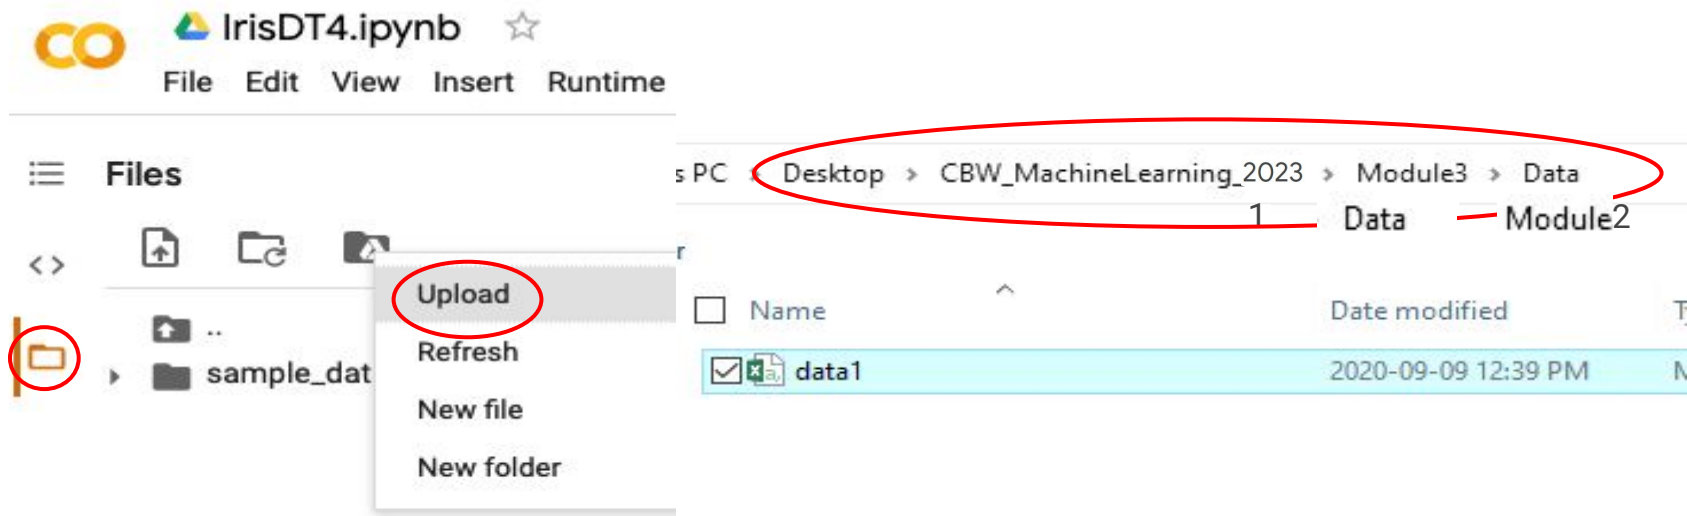 CO IrisDT4.ipynb
File Edit View Insert Runtime
Files
Upload
Refresh
New file
New folder
..
sample_dat
s PC > Desktop > CBW_MachineLearning_2023 > Module3 > Data
1 Data Module2
r
Name Date modified
data1 2020-09-09 12:39 PM